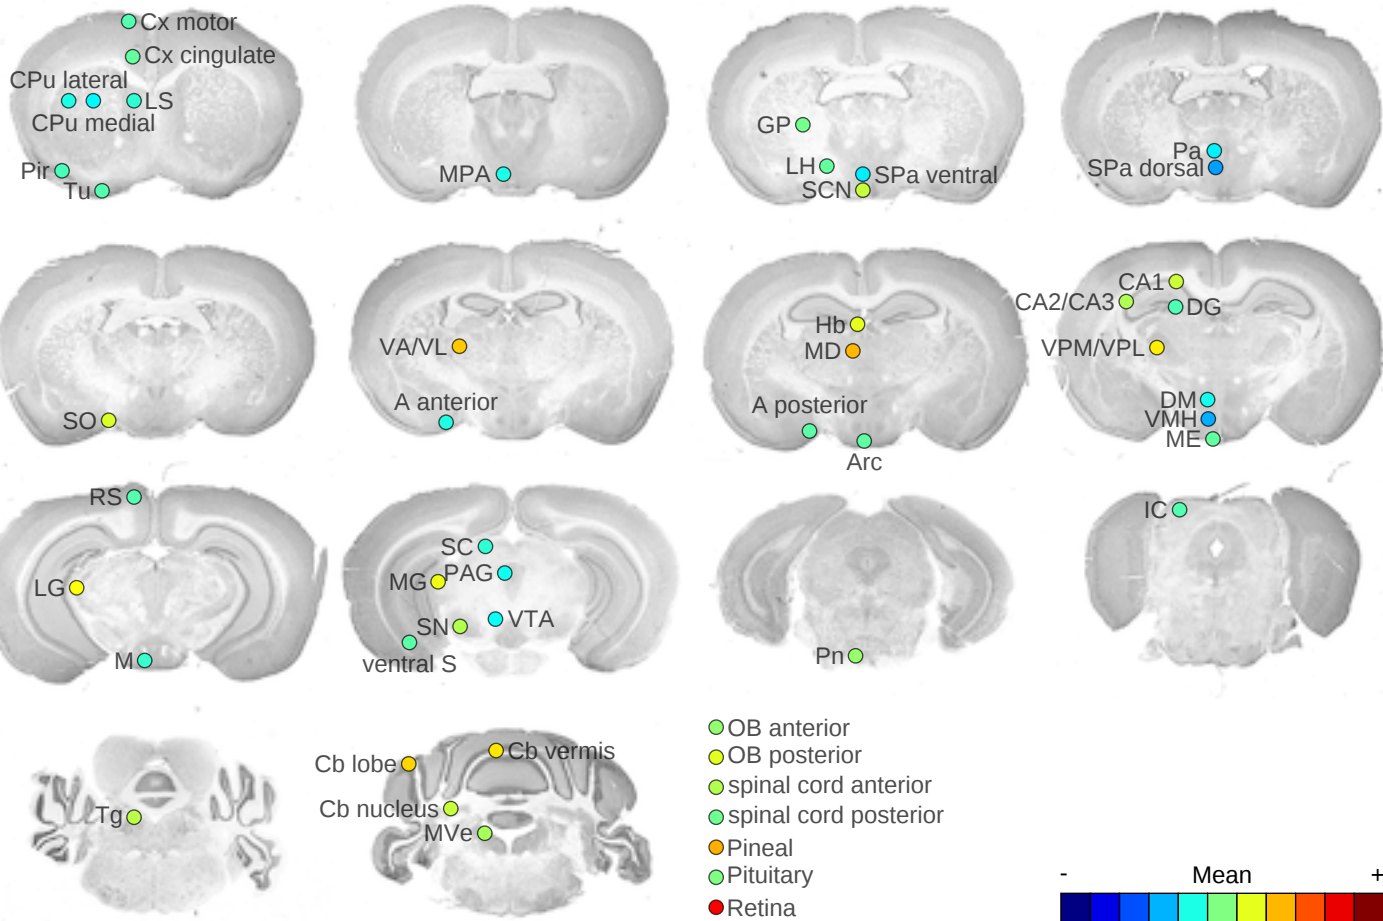 Cx motor
Cx cingulate
CPu lateral
LS
CPu medial
Pir
Tu
MPA
GP
LH
SPa ventral
SCN
Pa
SPa dorsal
SO
VA/VL
A anterior
Hb
MD
A posterior
Arc
CA1
CA2/CA3
DG
VPM/VPL
DM
VMH
ME
RS
LG
M
SC
MG
PAG
SN
VTA
ventral S
Pn
IC
Tg
Cb lobe
Cb vermis
Cb nucleus
MVe
OB anterior
OB posterior
spinal cord anterior
spinal cord posterior
Pineal
Pituitary
Retina
- Mean +